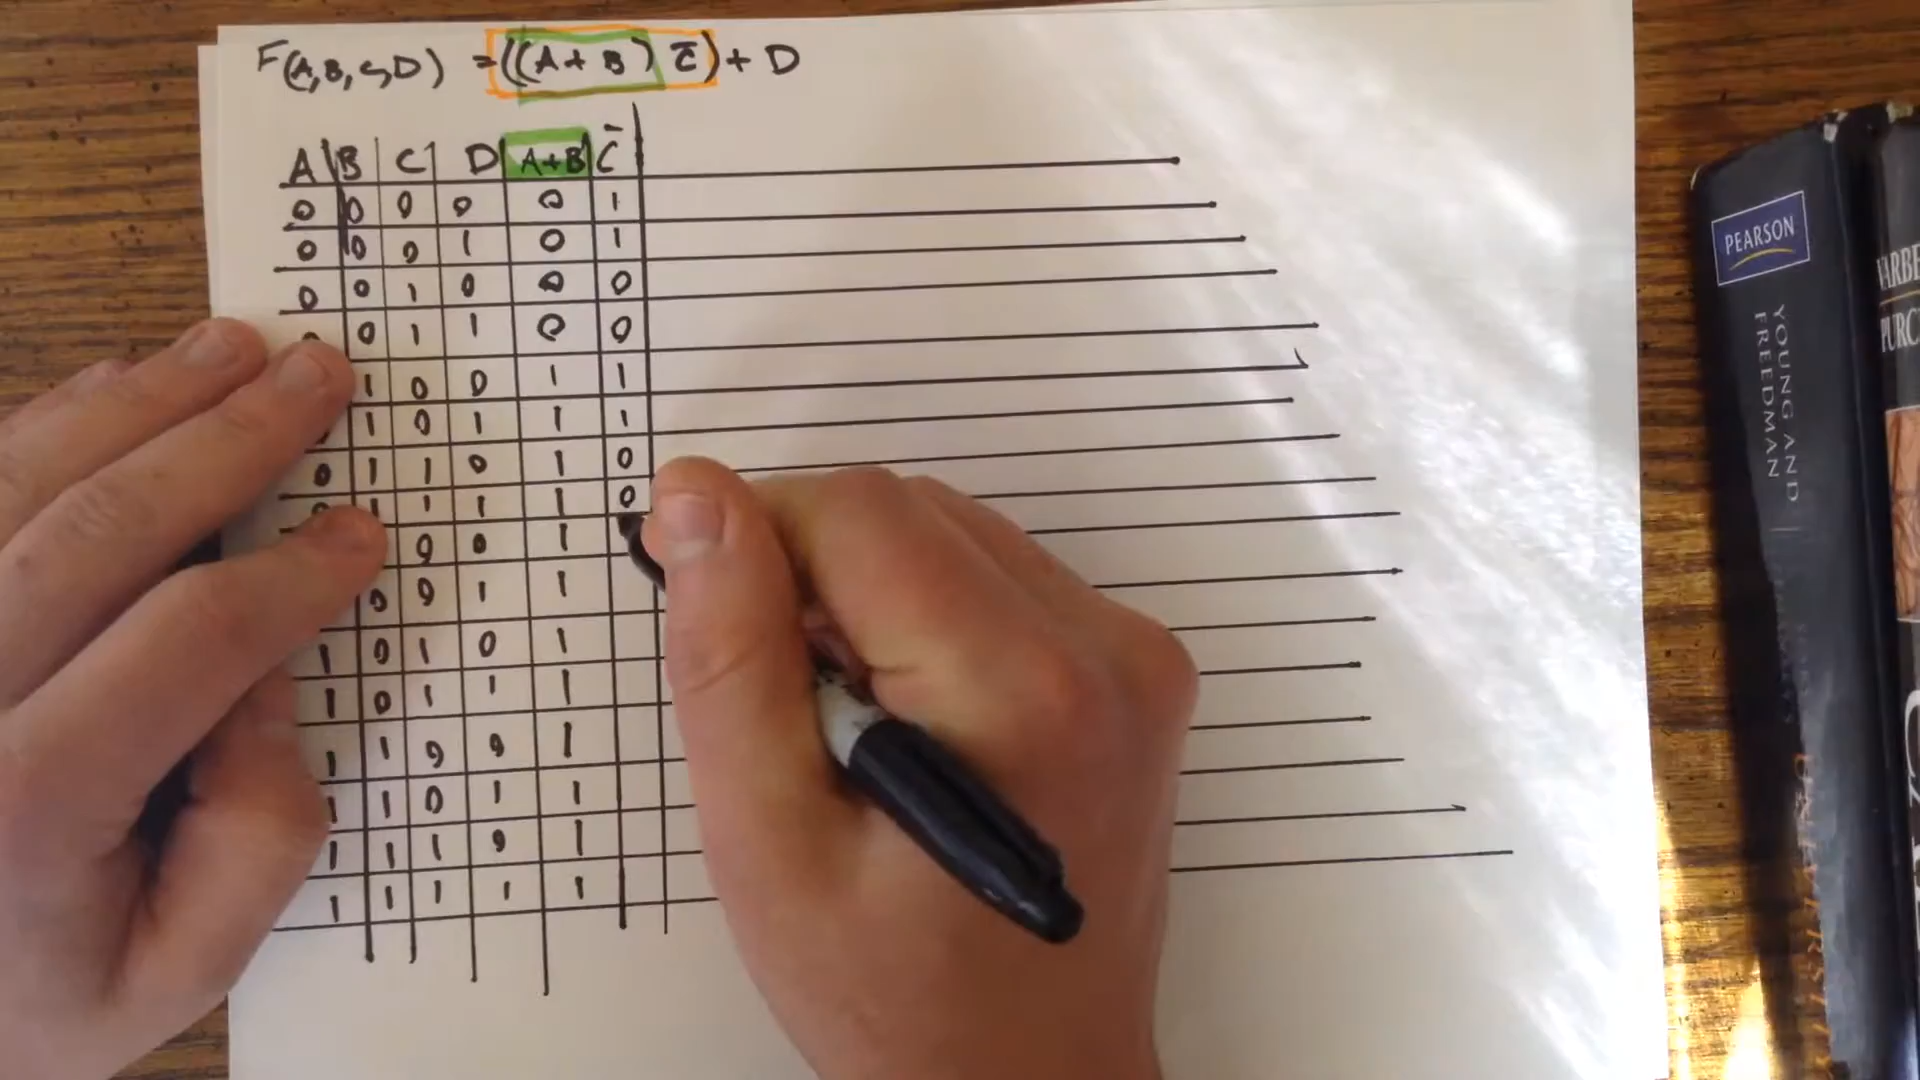 F(A,B,C,D) = ((A+B) C̅) + D
A B C D A+B C̅
0 0 0 0 0 1
0 0 0 1 0 1
0 0 1 0 0 0
0 1 1 0 0
1 0 0 1 1
1 0 1 1 1
0 1 1 0 1 0
1 1 1 1 0
0 0 1
0 0 1 1
1 0 1 0 1
1 0 1 1 1
1 1 0 0 1
1 1 0 1 1
1 1 1 0 1
1 1 1 1 1
PEARSON
YOUNG AND
FREEDMAN